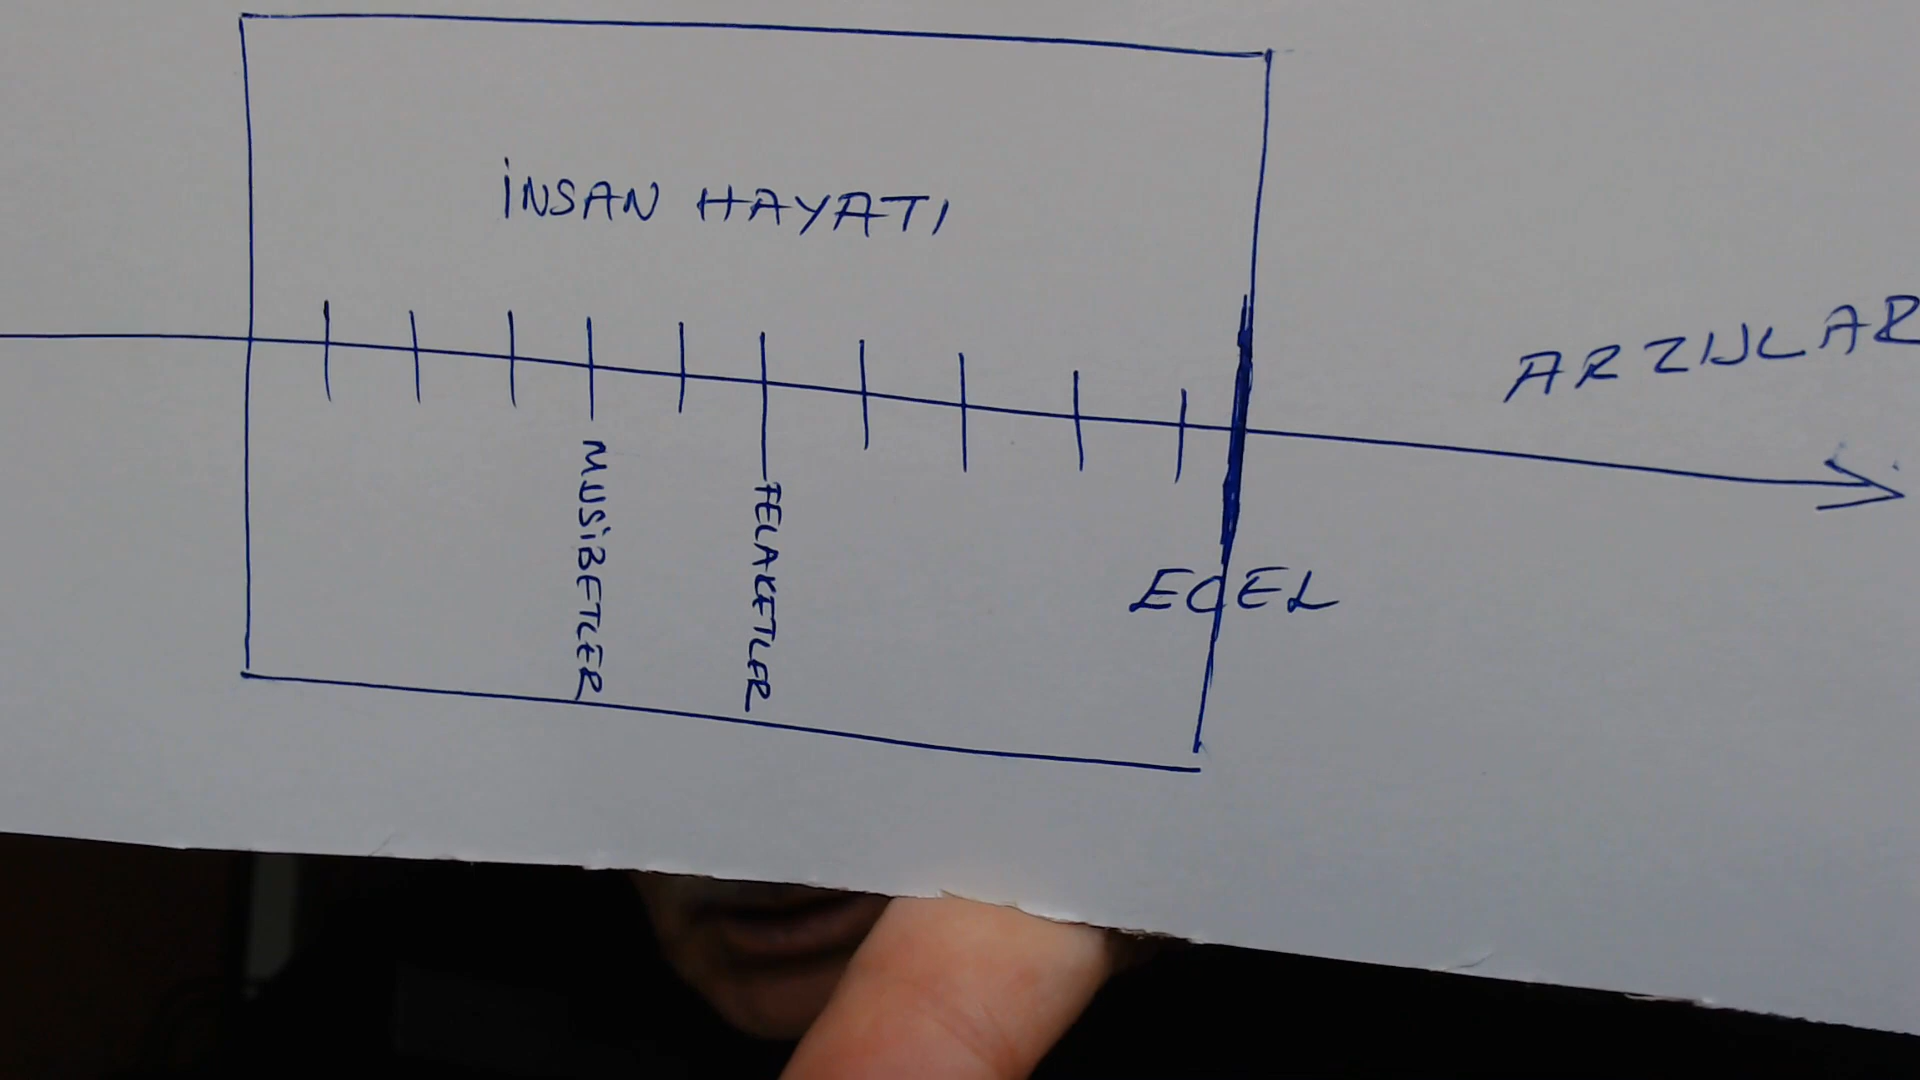 İNSAN HAYATI
ARZULAR
MUSİBETLER
FELAKETLER
ECEL